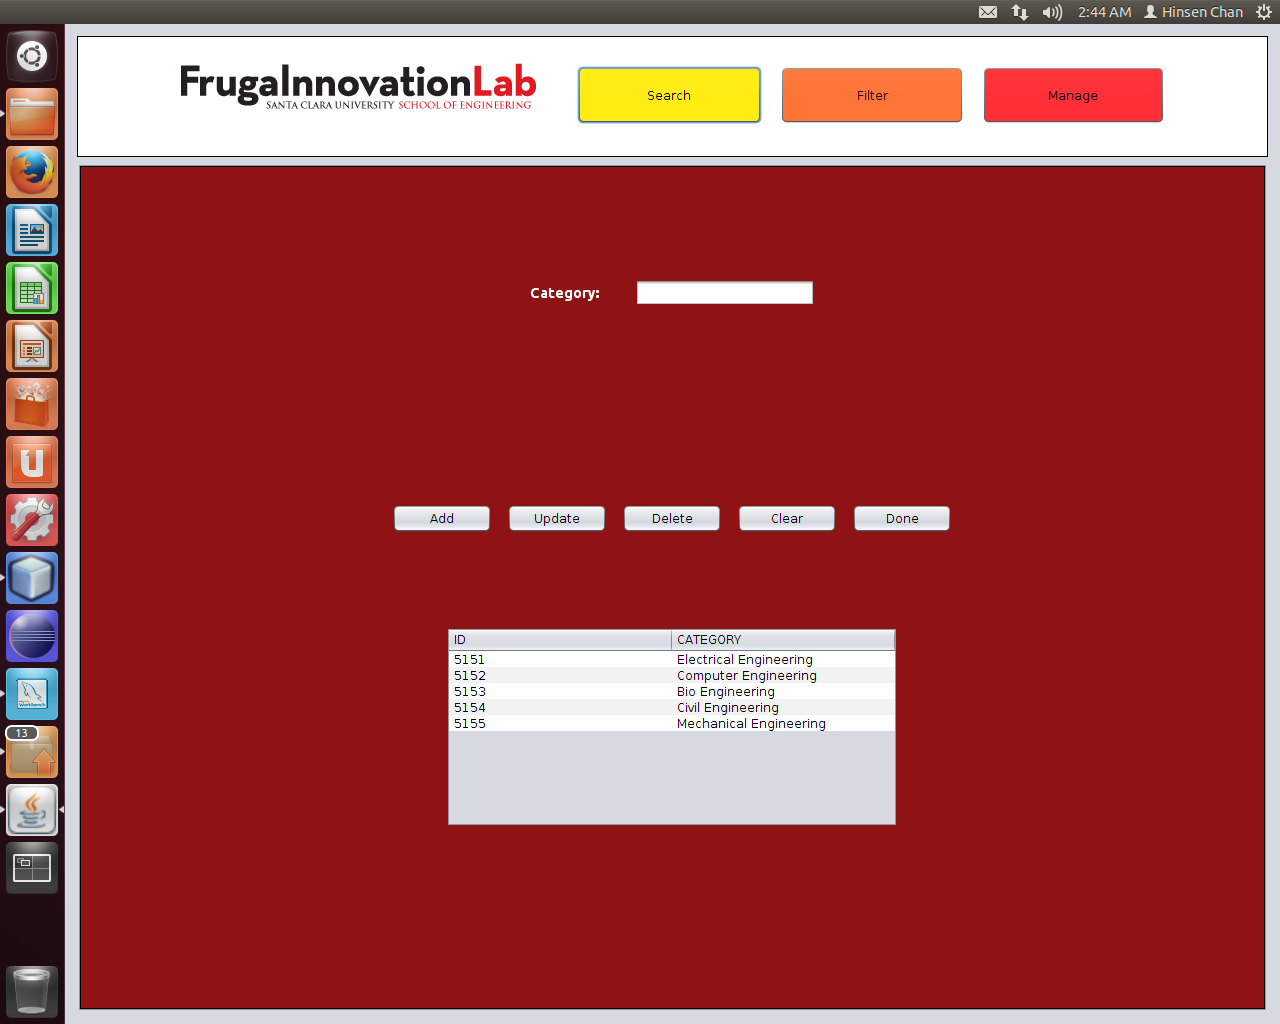 2:44 AM Hinsen Chan
FrugalnnovationLab
SANTA CLARA UNIVERSITY SCHOOL OF ENGINEERING
Search Filter Manage
Category:
Add Update Delete Clear Done
ID CATEGORY
5151 Electrical Engineering
5152 Computer Engineering
5153 Bio Engineering
5154 Civil Engineering
5155 Mechanical Engineering
13